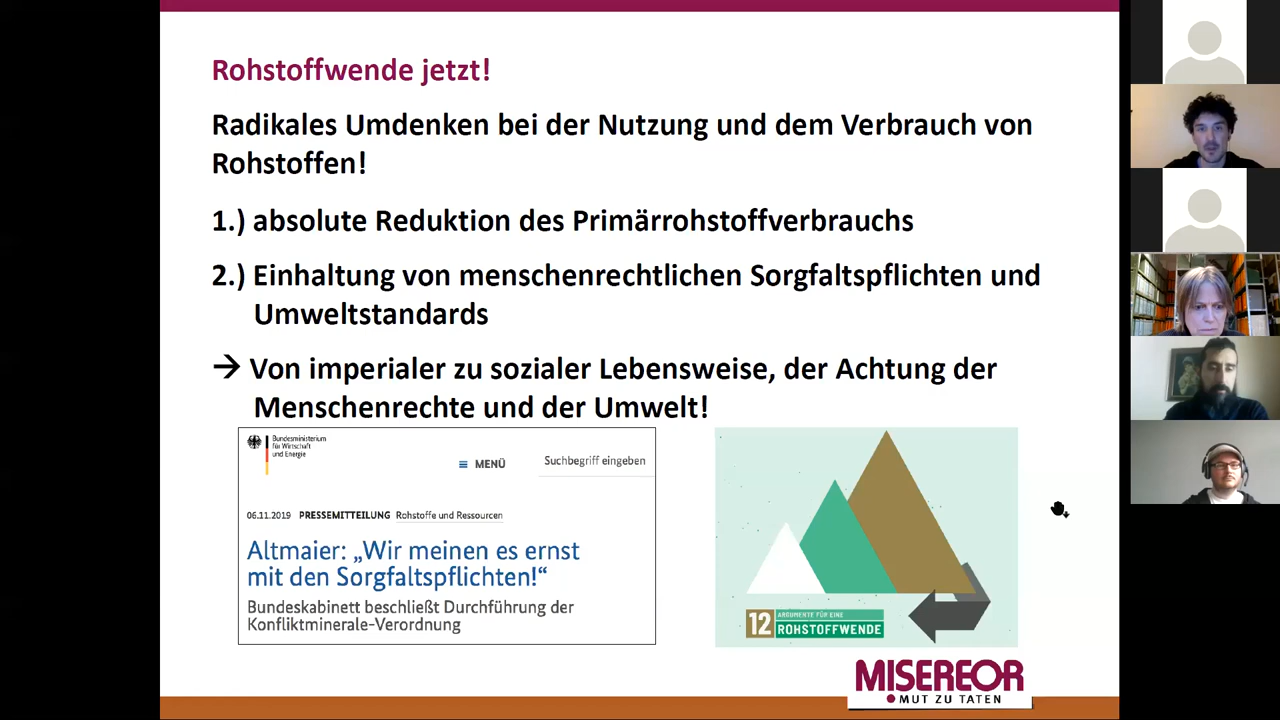 Rohstoffwende jetzt!
Radikales Umdenken bei der Nutzung und dem Verbrauch von
Rohstoffen!
1.) absolute Reduktion des Primärrohstoffverbrauchs
2.) Einhaltung von menschenrechtlichen Sorgfaltspflichten und
Umweltstandards
→ Von imperialer zu sozialer Lebensweise, der Achtung der
Menschenrechte und der Umwelt!
Bundesministerium
für Wirtschaft
und Energie
≡ MENÜ
Suchbegriff eingeben
06.11.2019 PRESSEMITTEILUNG Rohstoffe und Ressourcen
Altmaier: „Wir meinen es ernst
mit den Sorgfaltspflichten!“
Bundeskabinett beschließt Durchführung der
Konfliktminerale-Verordnung
12 ARGUMENTE FÜR EINE
ROHSTOFFWENDE
MISEREOR
MUT ZU TATEN